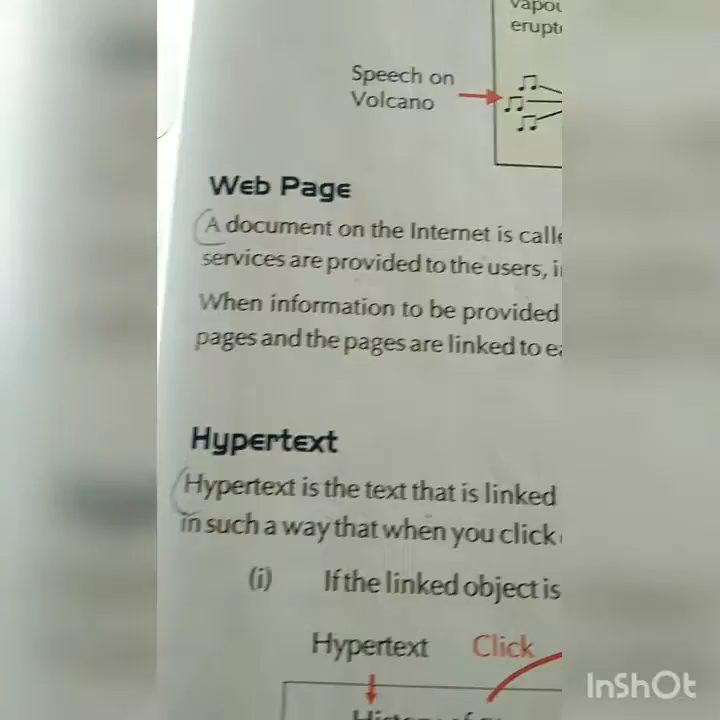 Speech on
Volcano
Web Page
A document on the Internet is
services are provided to the users,
When information to be provided
pages and the pages are linked to
Hypertext
Hypertext is the text that is linked
in such a way that when you click
(i) If the linked object is
Hypertext Click
InShOt